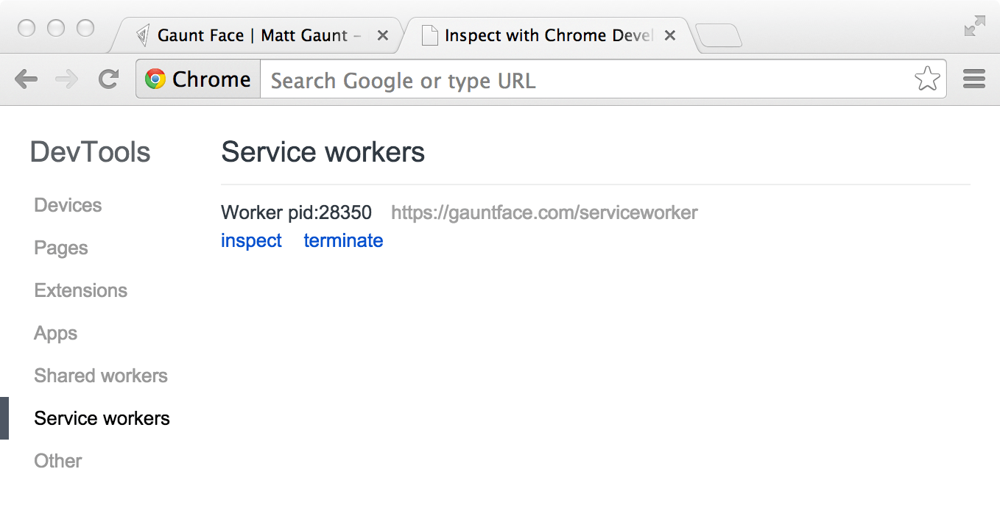 Gaunt Face | Matt Gaunt –
Inspect with Chrome Devel
Chrome
Search Google or type URL
DevTools
Devices
Pages
Extensions
Apps
Shared workers
Service workers
Other
Service workers
Worker pid:28350 https://gauntface.com/serviceworker
inspect terminate